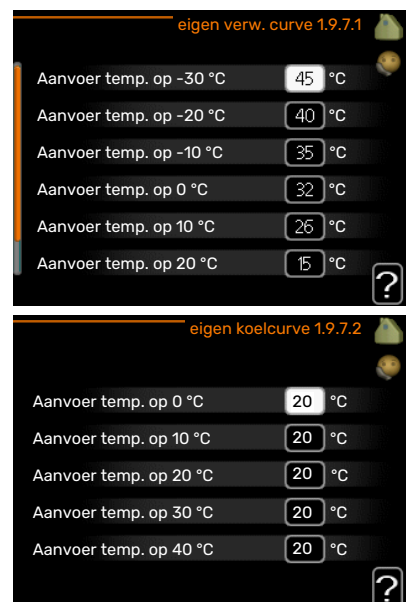 eigen verw. curve 1.9.7.1
Aanvoer temp. op -30 °C 45 °C
Aanvoer temp. op -20 °C 40 °C
Aanvoer temp. op -10 °C 35 °C
Aanvoer temp. op 0 °C 32 °C
Aanvoer temp. op 10 °C 26 °C
Aanvoer temp. op 20 °C 15 °C
?
eigen koelcurve 1.9.7.2
Aanvoer temp. op 0 °C 20 °C
Aanvoer temp. op 10 °C 20 °C
Aanvoer temp. op 20 °C 20 °C
Aanvoer temp. op 30 °C 20 °C
Aanvoer temp. op 40 °C 20 °C
?